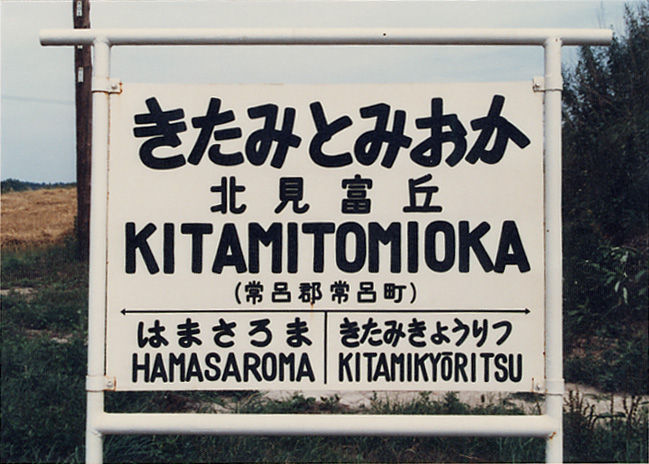 きたみとみおか
北見富丘
KITAMITOMIOKA
(常呂郡常呂町)
はまさろま きたみきょうりつ
HAMASAROMA KITAMIKYŌRITSU